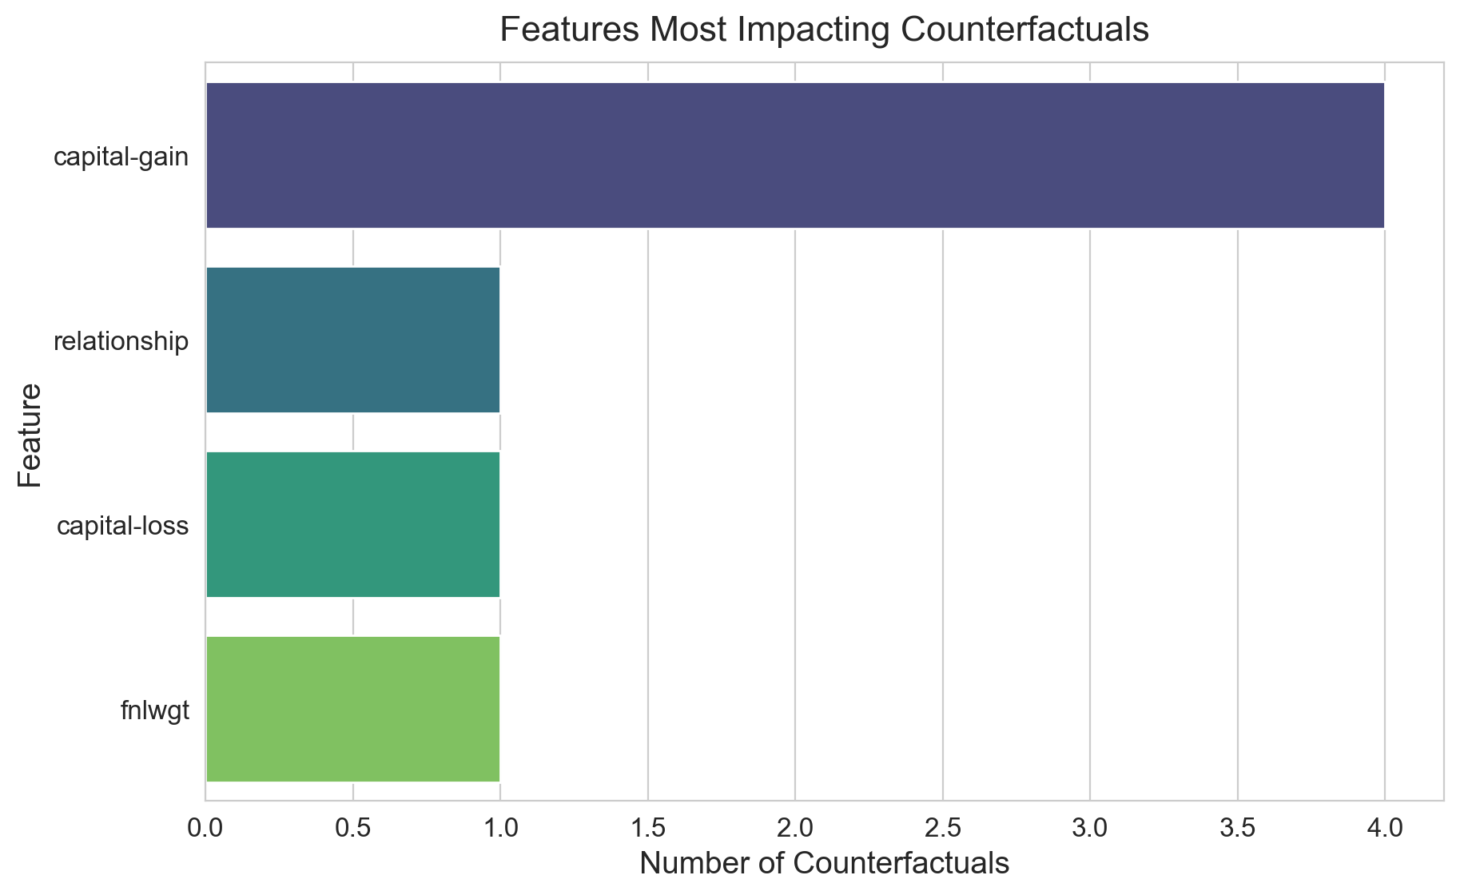 Features Most Impacting Counterfactuals
capital-gain
relationship
capital-loss
fnlwgt
Feature
0.0 0.5 1.0 1.5 2.0 2.5 3.0 3.5 4.0
Number of Counterfactuals